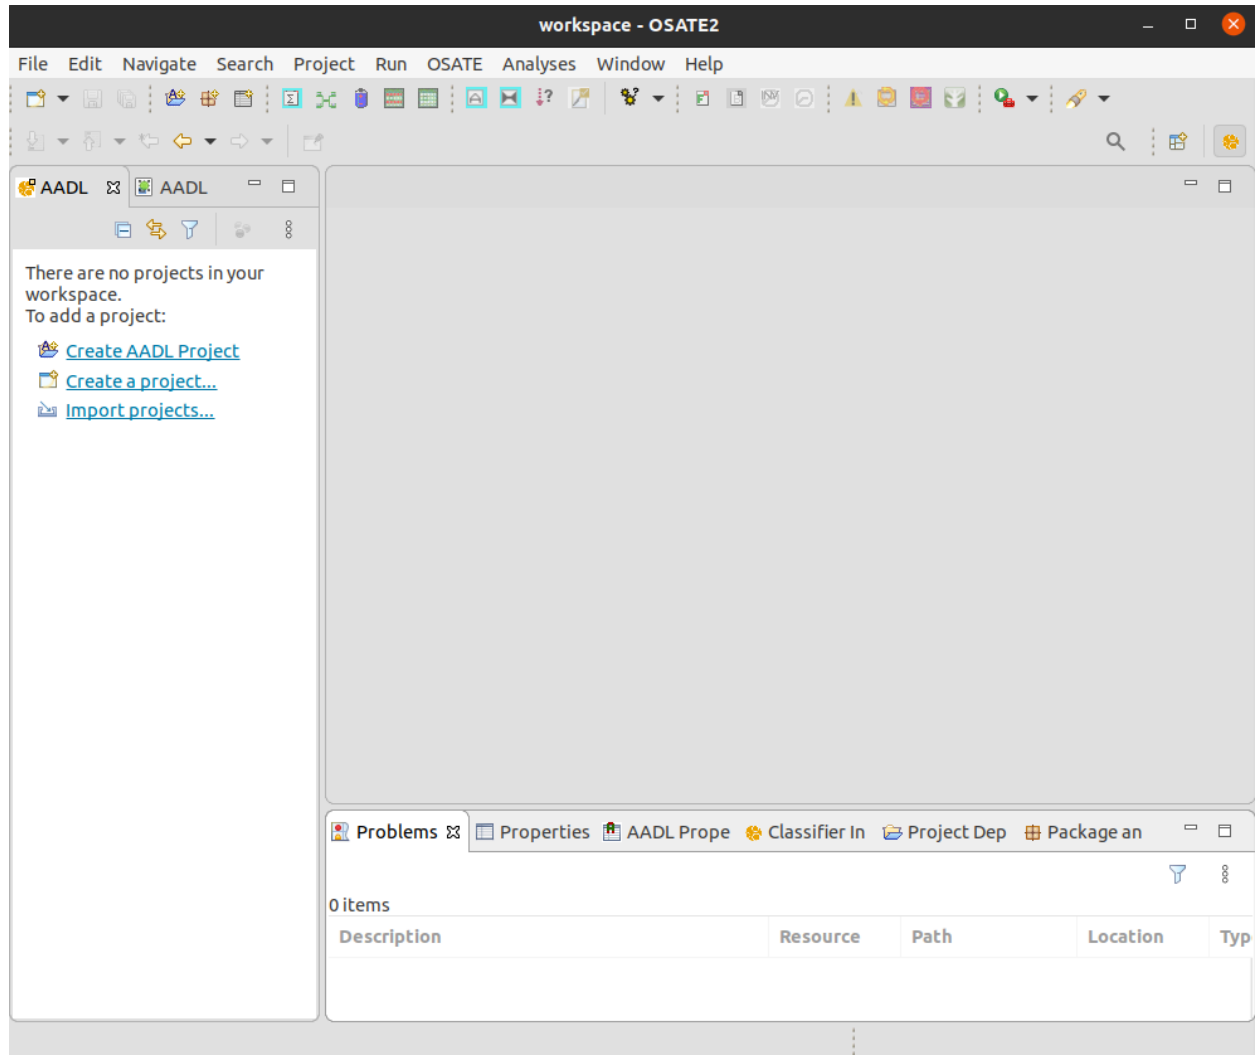 workspace - OSATE2
File Edit Navigate Search Project Run OSATE Analyses Window Help
AADL AADL
There are no projects in your
workspace.
To add a project:
Create AADL Project
Create a project...
Import projects...
Problems Properties AADL Prope Classifier In Project Dep Package an
0 items
Description Resource Path Location Typ